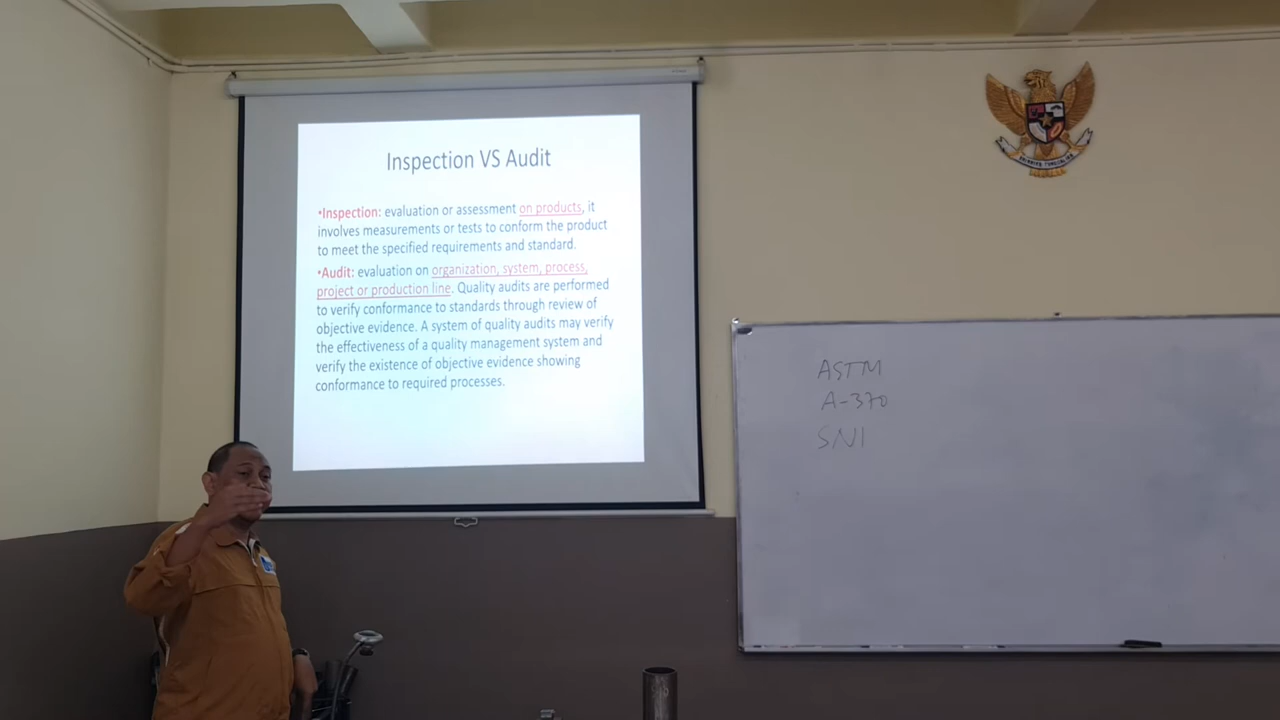 Inspection VS Audit
•Inspection: evaluation or assessment on products, it
involves measurements or tests to conform the product
to meet the specified requirements and standard.
•Audit: evaluation on organization, system, process,
project or production line. Quality audits are performed
to verify conformance to standards through review of
objective evidence. A system of quality audits may verify
the effectiveness of a quality management system and
verify the existence of objective evidence showing
conformance to required processes.
ASTM
A-370
SNI